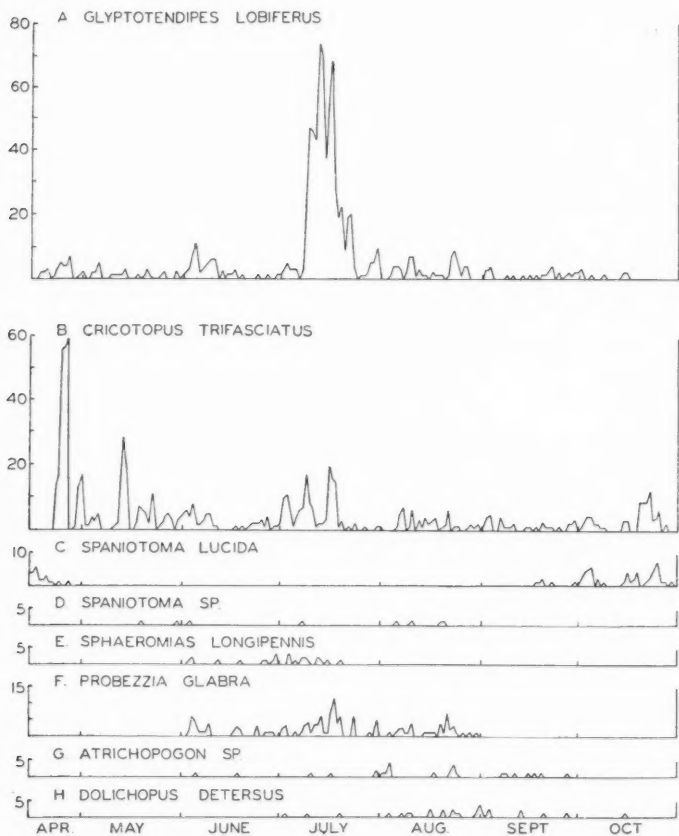 A GLYPTOTENDIPES LOBIFERUS
80
60
40
20
B CRICOTOPUS TRIFASCIATUS
60
40
20
C SPANIOTOMA LUCIDA
10
D SPANIOTOMA SP.
5
E. SPHAEROMIAS LONGIPENNIS
5
F. PROBEZZIA GLABRA
15
G ATRICHOPOGON SP.
5
H DOLICHOPUS DETERSUS
5
APR. MAY JUNE JULY AUG. SEPT OCT